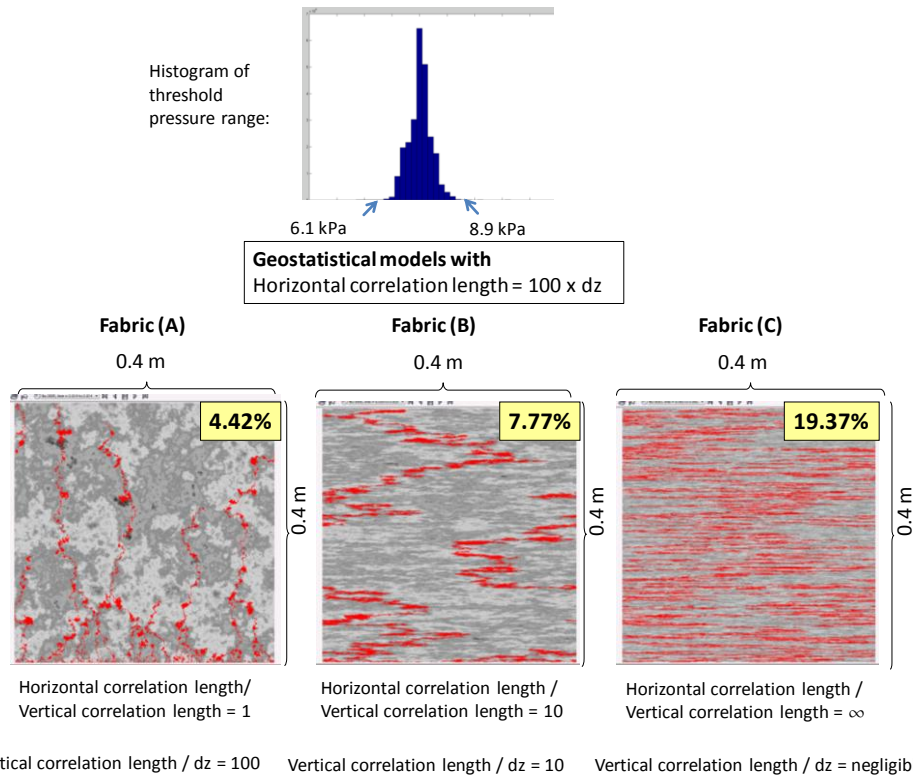 Histogram of
threshold
pressure range:
6.1 kPa
8.9 kPa
Geostatistical models with
Horizontal correlation length = 100 x dz
Fabric (A)
Fabric (B)
Fabric (C)
0.4 m
0.4 m
0.4 m
4.42%
7.77%
19.37%
0.4 m
0.4 m
0.4 m
Horizontal correlation length/
Vertical correlation length = 1
Horizontal correlation length /
Vertical correlation length = 10
Horizontal correlation length /
Vertical correlation length = ∞
tical correlation length / dz = 100
Vertical correlation length / dz = 10
Vertical correlation length / dz = negligib